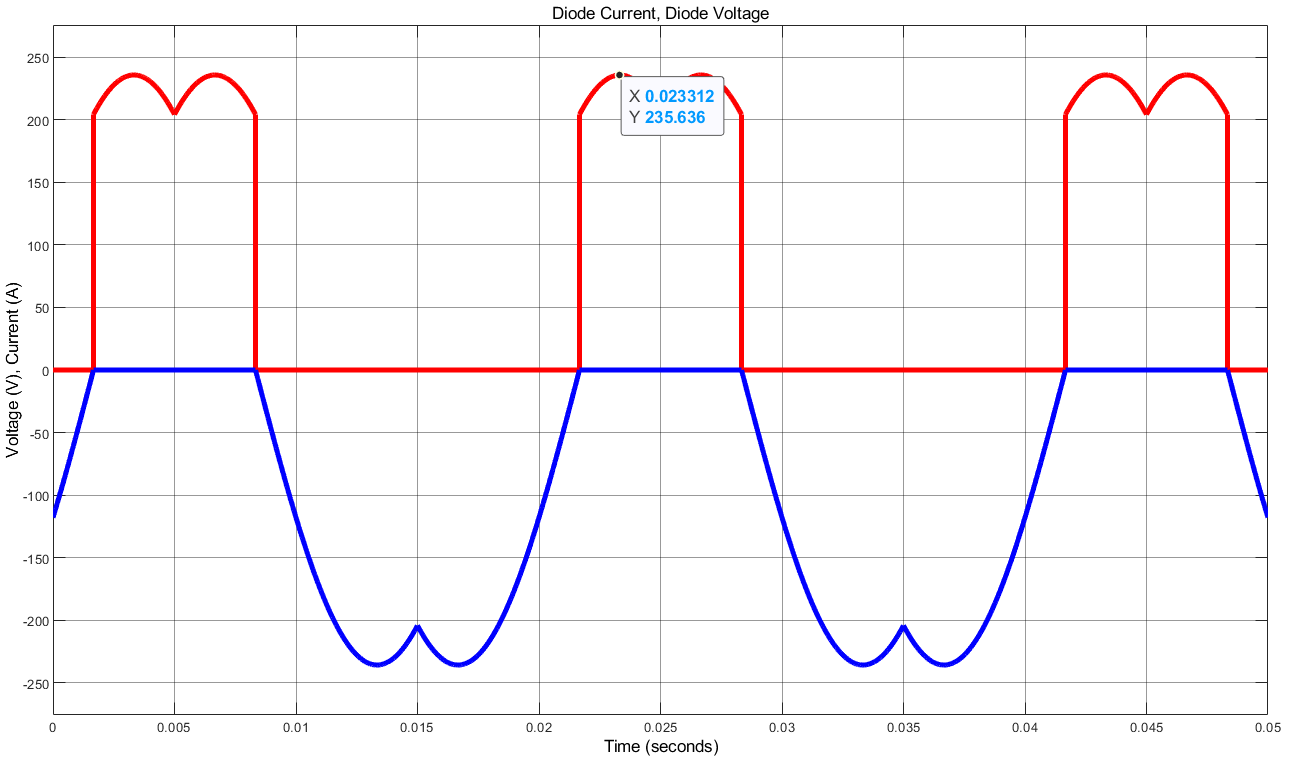 Diode Current, Diode Voltage
250
200
150
100
50
0
-50
-100
-150
-200
-250
Voltage (V), Current (A)
X 0.023312
Y 235.636
0 0.005 0.01 0.015 0.02 0.025 0.03 0.035 0.04 0.045 0.05
Time (seconds)